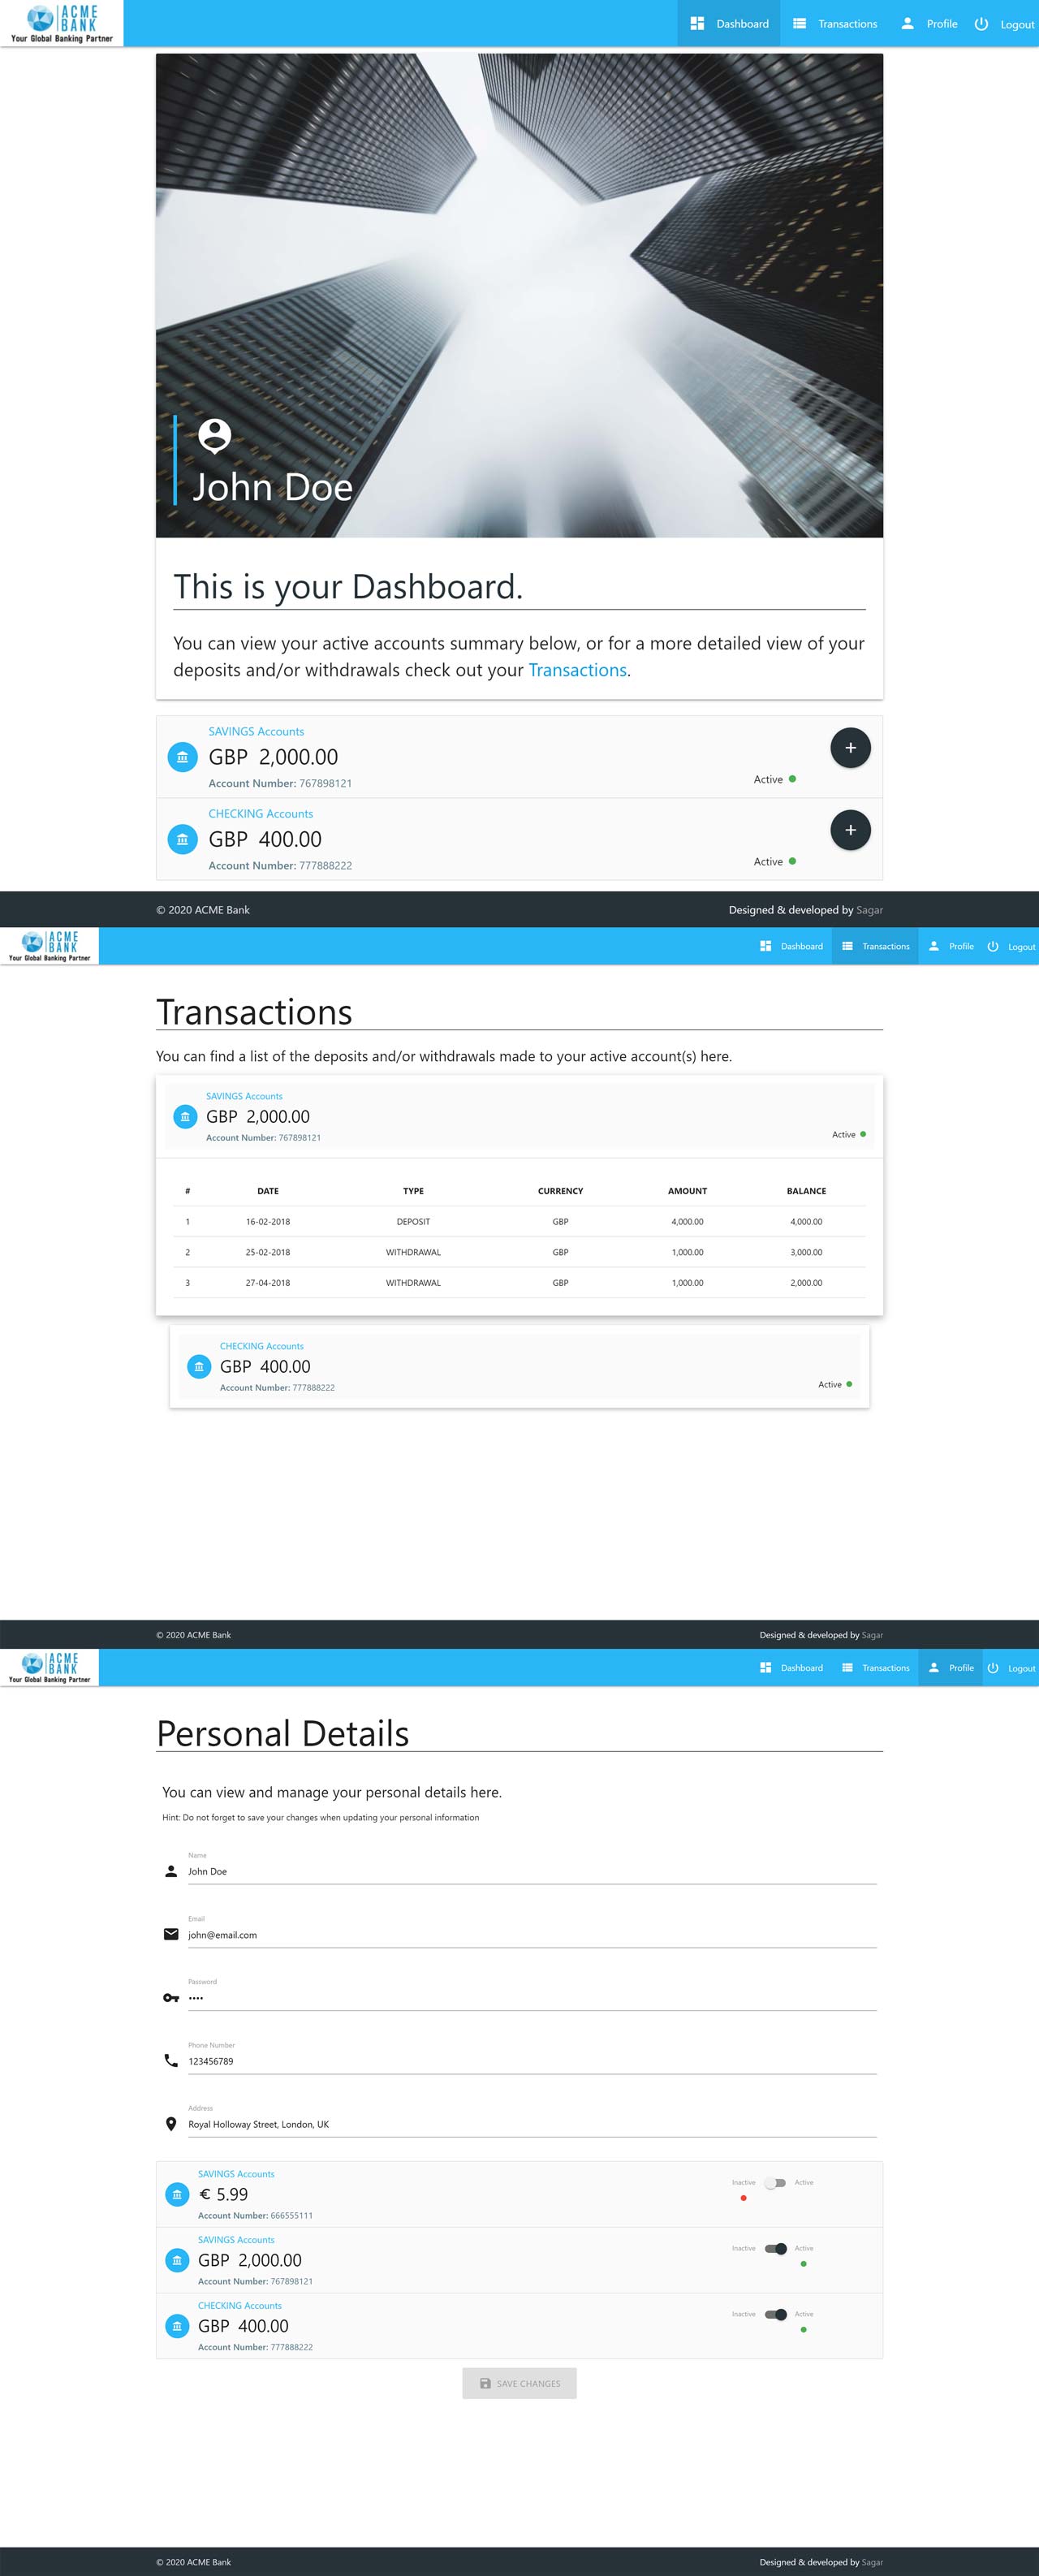 ACME
BANK
Your Global Banking Partner
Dashboard
Transactions
Profile
Logout
John Doe
This is your Dashboard.
You can view your active accounts summary below, or for a more detailed view of your
deposits and/or withdrawals check out your Transactions.
SAVINGS Accounts
GBP 2,000.00
Account Number: 767898121
Active
CHECKING Accounts
GBP 400.00
Account Number: 777888222
Active
© 2020 ACME Bank
Designed & developed by Sagar
ACME
BANK
Your Global Banking Partner
Dashboard
Transactions
Profile
Logout
Transactions
You can find a list of the deposits and/or withdrawals made to your active account(s) here.
SAVINGS Accounts
GBP 2,000.00
Account Number: 767898121
Active
# DATE TYPE CURRENCY AMOUNT BALANCE
1 16-02-2018 DEPOSIT GBP 4,000.00 4,000.00
2 25-02-2018 WITHDRAWAL GBP 1,000.00 3,000.00
3 27-04-2018 WITHDRAWAL GBP 1,000.00 2,000.00
CHECKING Accounts
GBP 400.00
Account Number: 777888222
Active
© 2020 ACME Bank
Designed & developed by Sagar
ACME
BANK
Your Global Banking Partner
Dashboard
Transactions
Profile
Logout
Personal Details
You can view and manage your personal details here.
Hint: Do not forget to save your changes when updating your personal information
Name
John Doe
Email
john@email.com
Password
••••
Phone Number
123456789
Address
Royal Holloway Street, London, UK
SAVINGS Accounts
€ 5.99
Account Number: 666555111
Inactive Active
SAVINGS Accounts
GBP 2,000.00
Account Number: 767898121
Inactive Active
CHECKING Accounts
GBP 400.00
Account Number: 777888222
Inactive Active
SAVE CHANGES
© 2020 ACME Bank
Designed & developed by Sagar